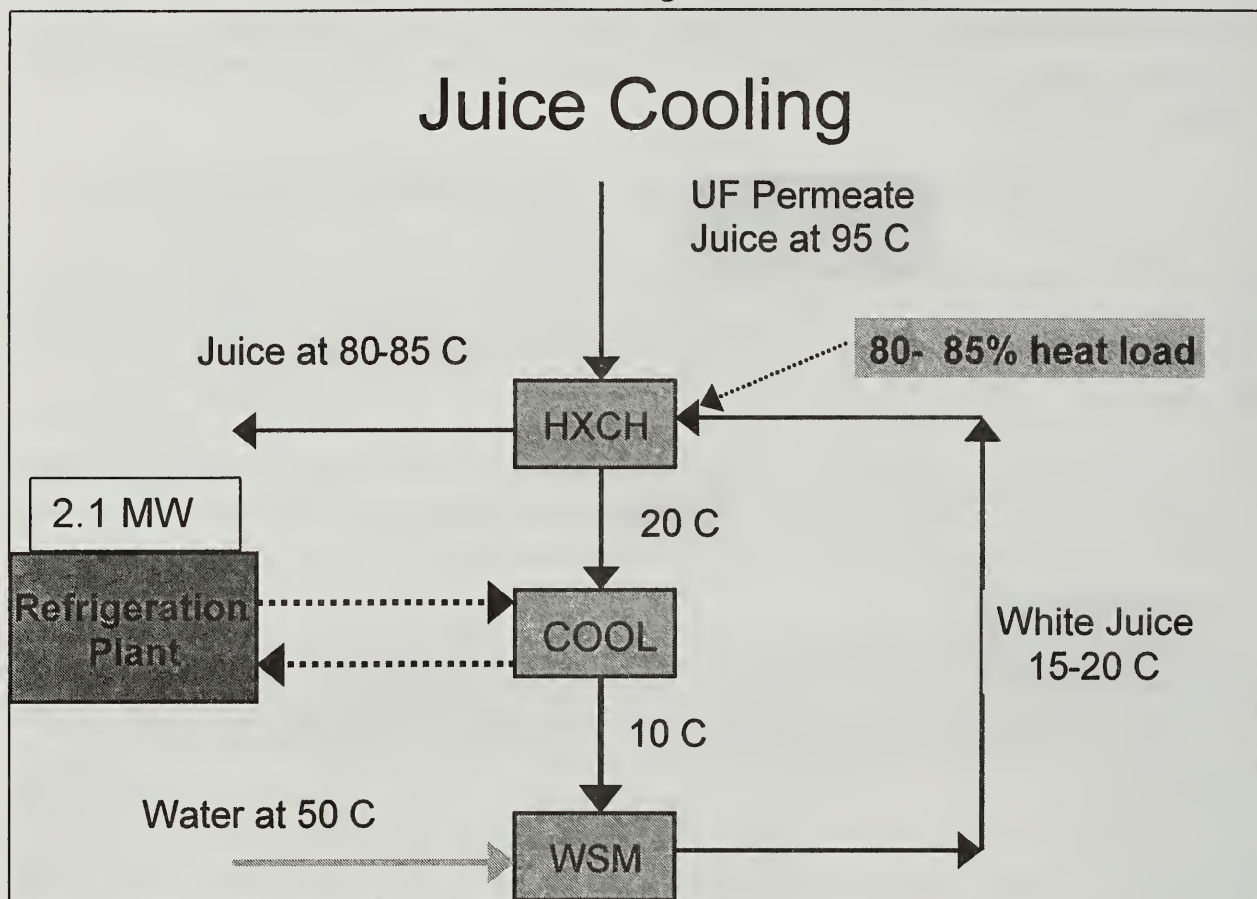 Juice Cooling
UF Permeate
Juice at 95 C
Juice at 80-85 C
80- 85% heat load
HXCH
2.1 MW
20 C
Refrigeration
Plant
COOL
White Juice
15-20 C
10 C
Water at 50 C
WSM